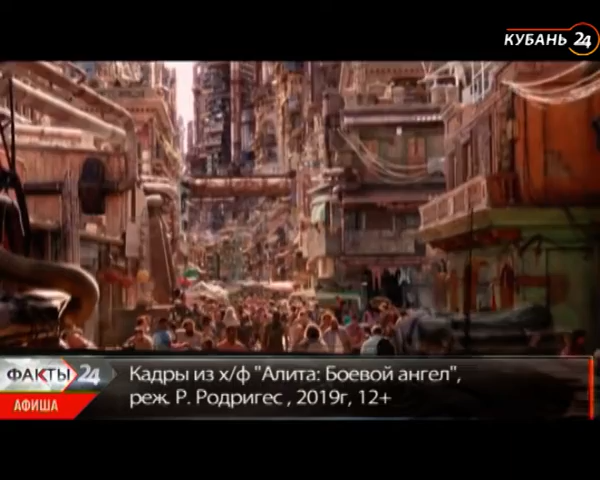 КУБАНЬ 24
ФАКТЫ 24
АФИША
Кадры из х/ф "Алита: Боевой ангел",
реж. Р. Родригес , 2019г, 12+